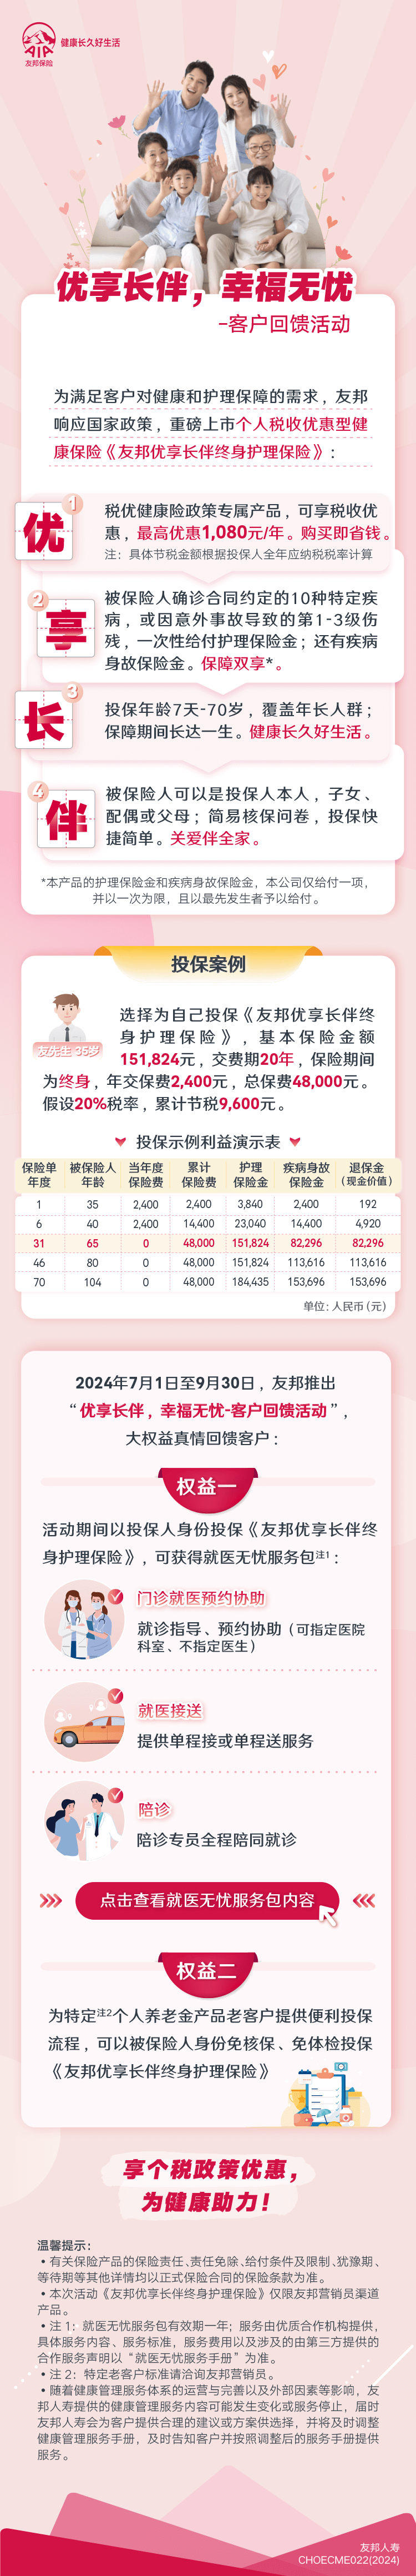 AIA
友邦保险
健康长久好生活
优享长伴，幸福无忧
-客户回馈活动
为满足客户对健康和护理保障的需求，友邦
响应国家政策，重磅上市个人税收优惠型健
康保险《友邦优享长伴终身护理保险》：
1
优
税优健康险政策专属产品，可享税收优
惠，最高优惠1,080元/年。购买即省钱。
注：具体节税金额根据投保人全年应纳税税率计算
2
享
被保险人确诊合同约定的10种特定疾
病，或因意外事故导致的第1-3级伤
残，一次性给付护理保险金；还有疾病
身故保险金。保障双享*。
3
长
投保年龄7天-70岁，覆盖年长人群；
保障期间长达一生。健康长久好生活。
4
伴
被保险人可以是投保人本人，子女、
配偶或父母；简易核保问卷，投保快
捷简单。关爱伴全家。
*本产品的护理保险金和疾病身故保险金，本公司仅给付一项，
并以一次为限，且以最先发生者予以给付。
投保案例
友先生 35岁
选择为自己投保《友邦优享长伴终
身护理保险》，基本保险金额
151,824元，交费期20年，保险期间
为终身，年交保费2,400元，总保费48,000元。
假设20%税率，累计节税9,600元。
投保示例利益演示表
保险单年度 被保险人年龄 当年度保险费 累计保险费 护理保险金 疾病身故保险金 退保金（现金价值）
1 35 2,400 2,400 3,840 2,400 192
6 40 2,400 14,400 23,040 14,400 4,920
31 65 0 48,000 151,824 82,296 82,296
46 80 0 48,000 151,824 113,616 113,616
70 104 0 48,000 184,435 153,696 153,696
单位：人民币（元）
2024年7月1日至9月30日，友邦推出
“优享长伴，幸福无忧-客户回馈活动”，
大权益真情回馈客户：
权益一
活动期间以投保人身份投保《友邦优享长伴终
身护理保险》，可获得就医无忧服务包注1：
门诊就医预约协助
就诊指导、预约协助（可指定医院
科室、不指定医生）
就医接送
提供单程接或单程送服务
陪诊
陪诊专员全程陪同就诊
点击查看就医无忧服务包内容
权益二
为特定注2个人养老金产品老客户提供便利投保
流程，可以被保险人身份免核保、免体检投保
《友邦优享长伴终身护理保险》
享个税政策优惠，
为健康助力！
温馨提示：
•有关保险产品的保险责任、责任免除、给付条件及限制、犹豫期、
等待期等其他详情均以正式保险合同的保险条款为准。
•本次活动《友邦优享长伴终身护理保险》仅限友邦营销员渠道
产品。
•注 1：就医无忧服务包有效期一年；服务由优质合作机构提供，
具体服务内容、服务标准，服务费用以及涉及的由第三方提供的
合作服务声明以“就医无忧服务手册”为准。
•注 2：特定老客户标准请洽询友邦营销员。
•随着健康管理服务体系的运营与完善以及外部因素等影响，友
邦人寿提供的健康管理服务内容可能发生变化或服务停止，届时
友邦人寿会为客户提供合理的建议或方案供选择，并将及时调整
健康管理服务手册，及时告知客户并按照调整后的服务手册提供
服务。
友邦人寿
CHOECME022(2024)